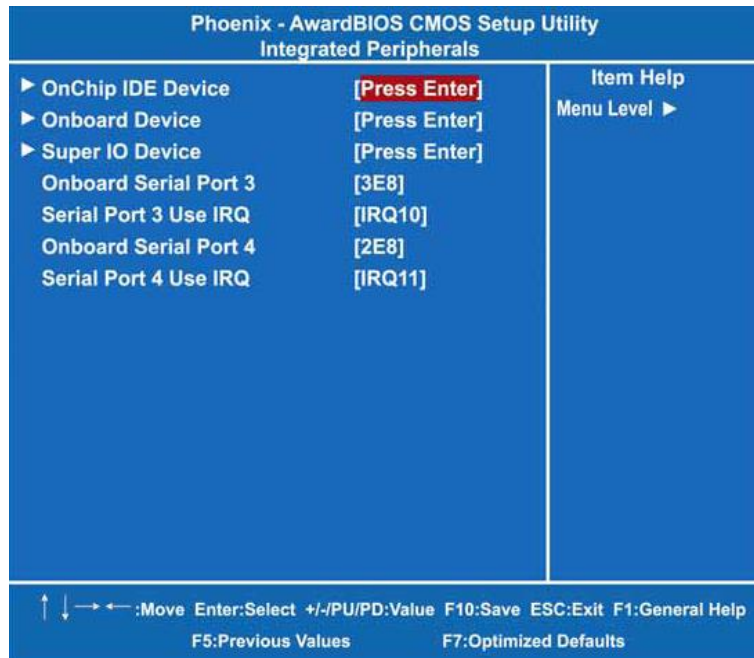 Phoenix - AwardBIOS CMOS Setup Utility
Integrated Peripherals
► OnChip IDE Device [Press Enter]
► Onboard Device [Press Enter]
► Super IO Device [Press Enter]
Onboard Serial Port 3 [3E8]
Serial Port 3 Use IRQ [IRQ10]
Onboard Serial Port 4 [2E8]
Serial Port 4 Use IRQ [IRQ11]
Item Help
Menu Level ►
↑ ↓ → ← :Move Enter:Select +/-/PU/PD:Value F10:Save ESC:Exit F1:General Help
F5:Previous Values F7:Optimized Defaults